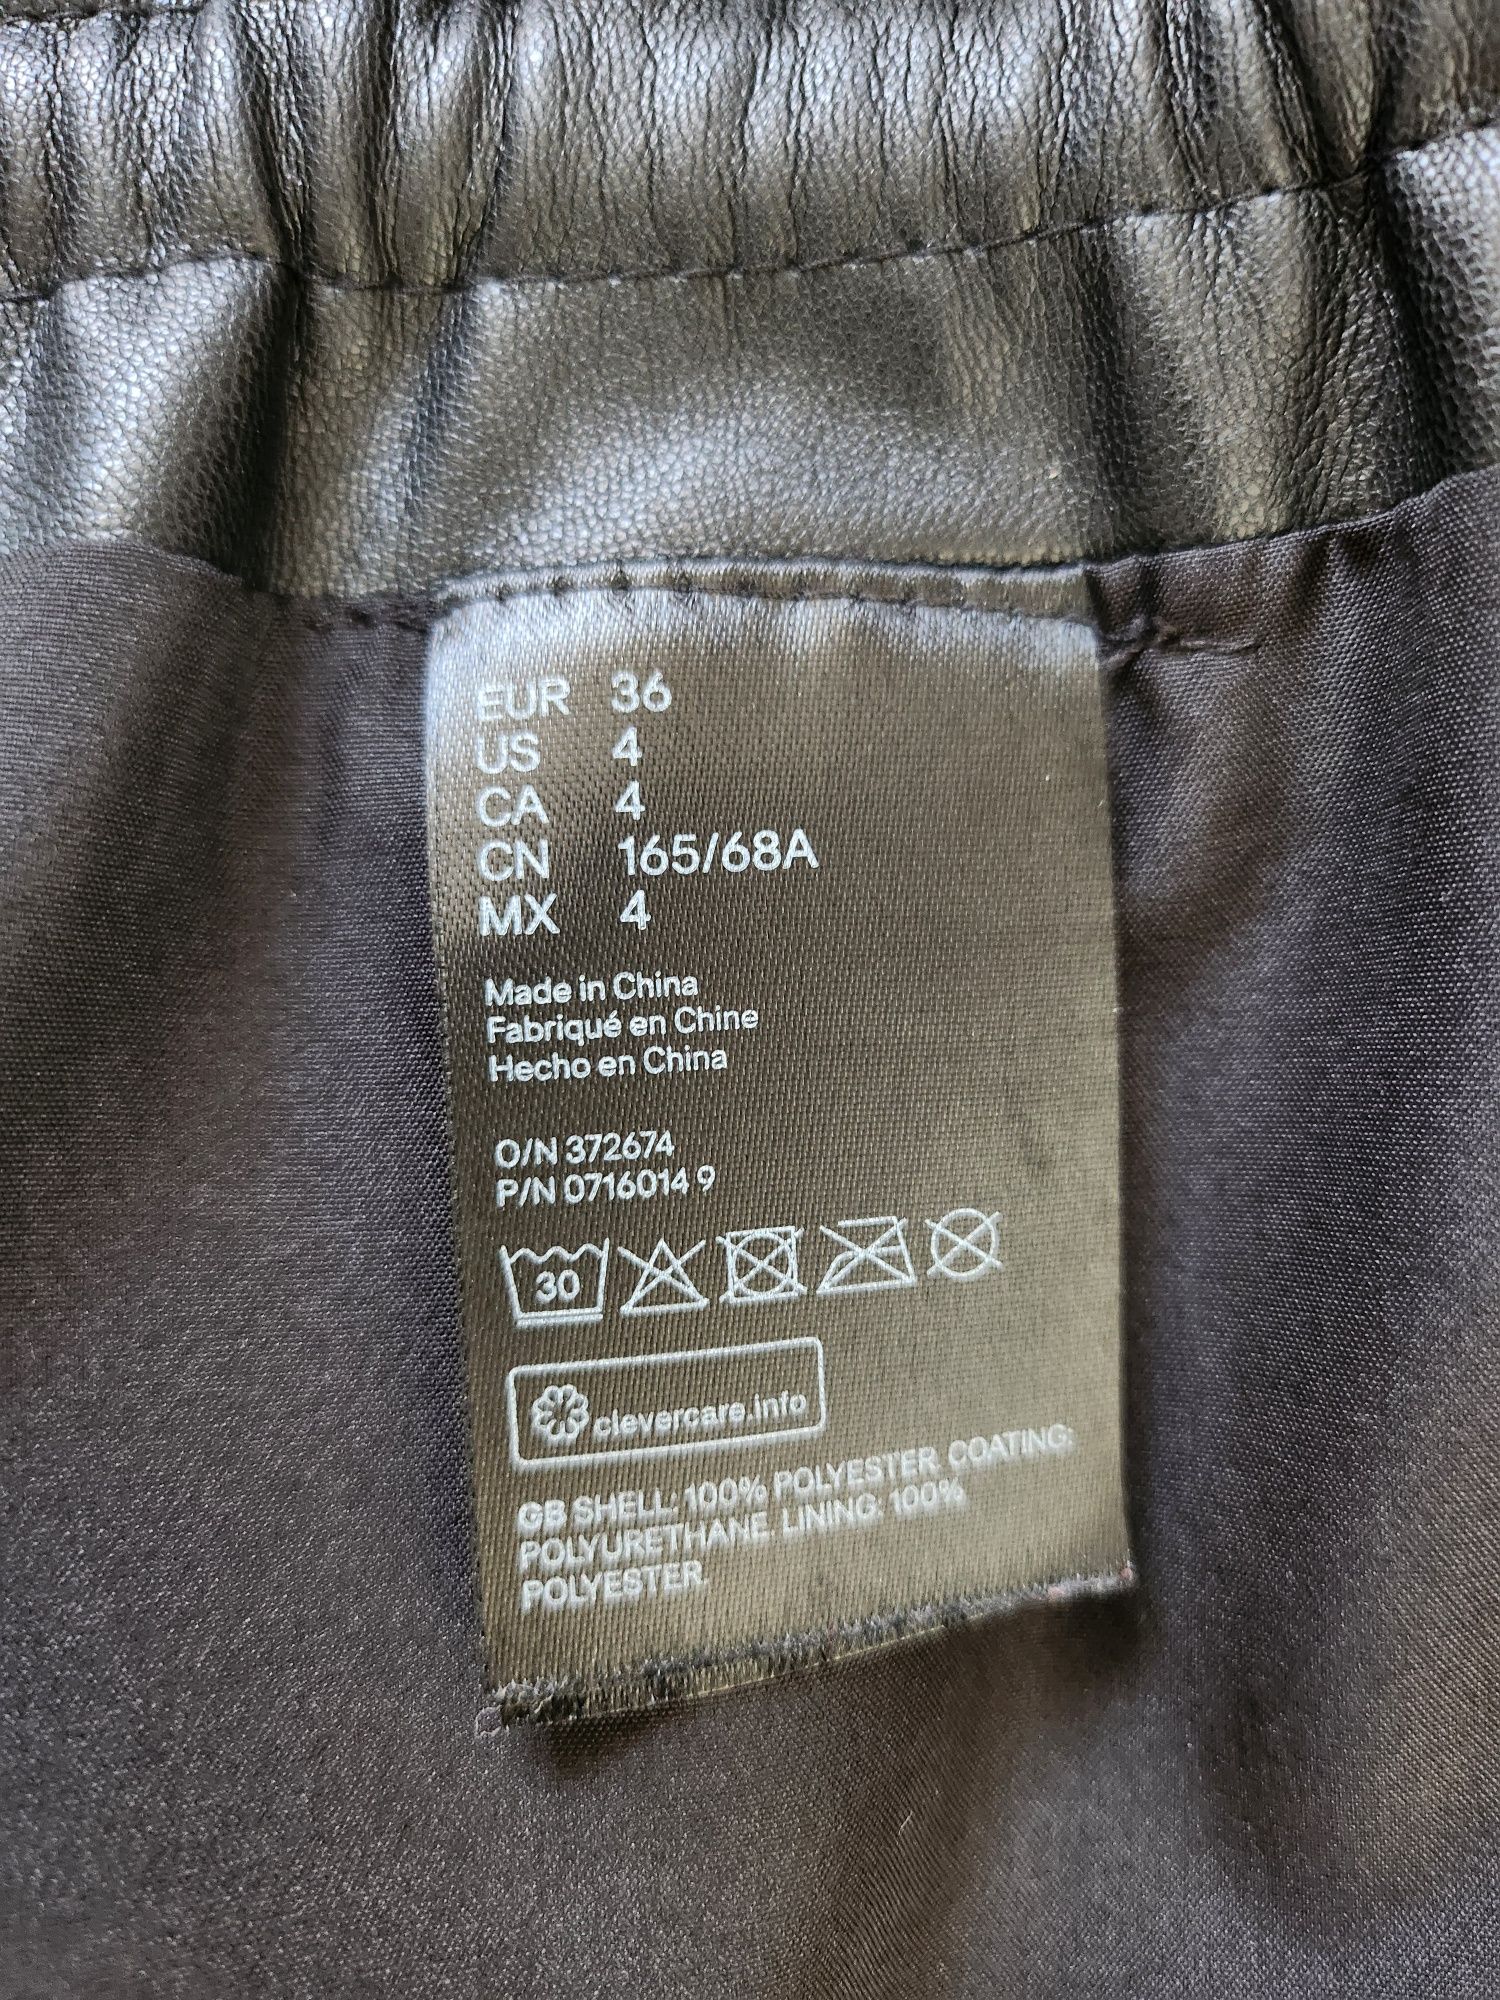 EUR 36
US 4
CA 4
CN 165/68A
MX 4
Made in China
Fabriqué en Chine
Hecho en China
O/N 372674
P/N 0716014 9
30
clevercare.info
GB SHELL: 100% POLYESTER. COATING:
POLYURETHANE. LINING: 100%
POLYESTER.